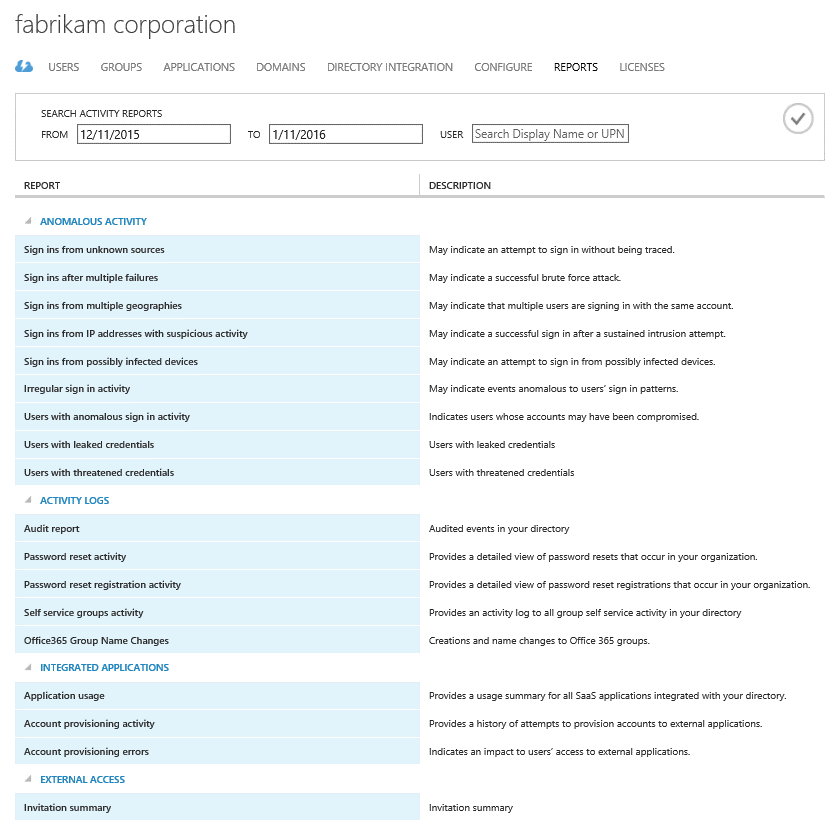 fabrikam corporation
USERS GROUPS APPLICATIONS DOMAINS DIRECTORY INTEGRATION CONFIGURE REPORTS LICENSES
SEARCH ACTIVITY REPORTS
FROM 12/11/2015 TO 1/11/2016 USER Search Display Name or UPN
REPORT DESCRIPTION
ANOMALOUS ACTIVITY
Sign ins from unknown sources May indicate an attempt to sign in without being traced.
Sign ins after multiple failures May indicate a successful brute force attack.
Sign ins from multiple geographies May indicate that multiple users are signing in with the same account.
Sign ins from IP addresses with suspicious activity May indicate a successful sign in after a sustained intrusion attempt.
Sign ins from possibly infected devices May indicate an attempt to sign in from possibly infected devices.
Irregular sign in activity May indicate events anomalous to users' sign in patterns.
Users with anomalous sign in activity Indicates users whose accounts may have been compromised.
Users with leaked credentials Users with leaked credentials
Users with threatened credentials Users with threatened credentials
ACTIVITY LOGS
Audit report Audited events in your directory
Password reset activity Provides a detailed view of password resets that occur in your organization.
Password reset registration activity Provides a detailed view of password reset registrations that occur in your organization.
Self service groups activity Provides an activity log to all group self service activity in your directory
Office365 Group Name Changes Creations and name changes to Office 365 groups.
INTEGRATED APPLICATIONS
Application usage Provides a usage summary for all SaaS applications integrated with your directory.
Account provisioning activity Provides a history of attempts to provision accounts to external applications.
Account provisioning errors Indicates an impact to users' access to external applications.
EXTERNAL ACCESS
Invitation summary Invitation summary